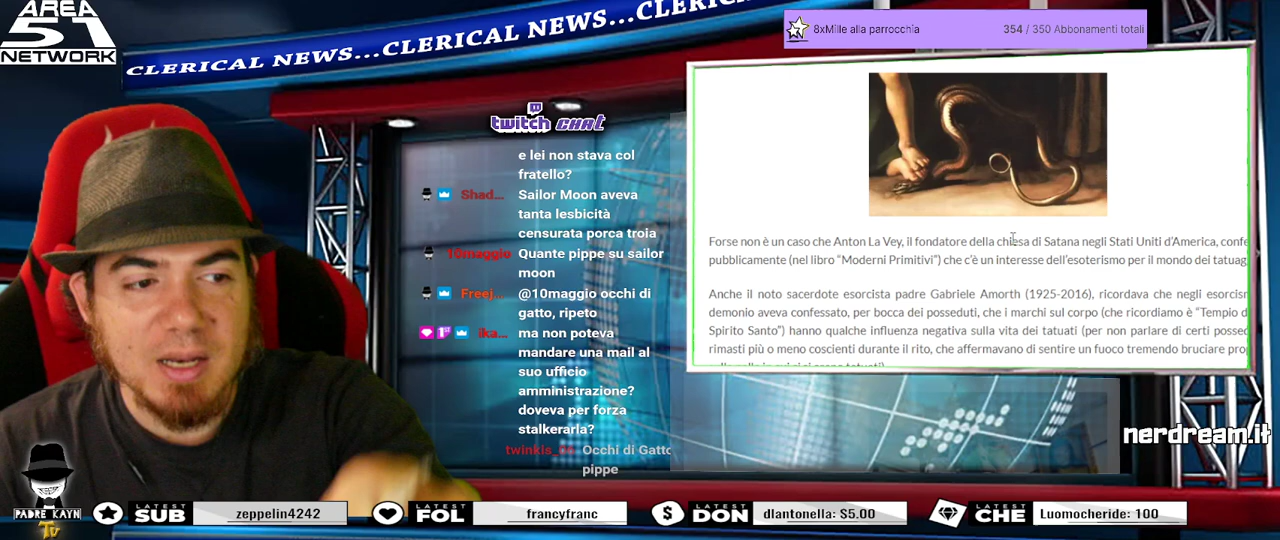 AREA
51
NETWORK
CLERICAL NEWS...CLERICAL NEWS...CLERIC
8xMille alla parrocchia 354 / 350 Abbonamenti totali
twitch CHAT
e lei non stava col
fratello?
Shad... Sailor Moon aveva
tanta lesbicità
censurata porca troia
10maggio Quante pippe su sailor
moon
Freej... @10maggio occhi di
gatto, ripeto
ika... ma non poteva
mandare una mail al
suo ufficio
amministrazione?
doveva per forza
stalkerarla?
Occhi di Gatto
pippe
Forse non è un caso che Anton La Vey, il fondatore della chiesa di Satana negli Stati Uniti d'America, confe
pubblicamente (nel libro "Moderni Primitivi") che c'è un interesse dell'esoterismo per il mondo dei tatuag
Anche il noto sacerdote esorcista padre Gabriele Amorth (1925-2016), ricordava che negli esorcism
demonio aveva confessato, per bocca dei posseduti, che i marchi sul corpo (che ricordiamo è "Tempio d
Spirito Santo") hanno qualche influenza negativa sulla vita dei tatuati (per non parlare di certi possed
rimasti più o meno coscienti durante il rito, che affermavano di sentire un fuoco tremendo bruciare pro
nerdream.it
PADRE KAYN
Tv
LATEST SUB zeppelin4242
LATEST FOL francyfranc
LATEST DON dlantonella: $5.00
LATEST CHE Luomocheride: 100